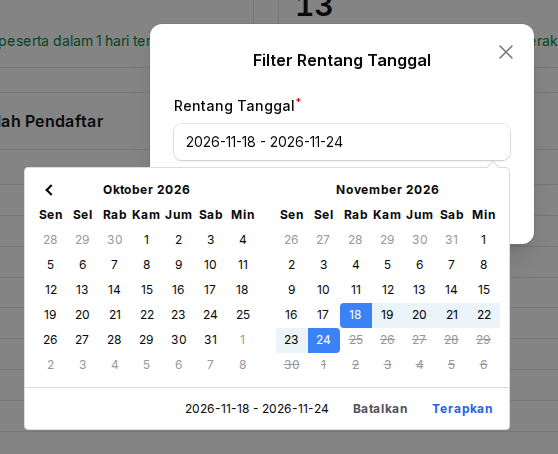 13
peserta dalam 1 hari ter
erak
Filter Rentang Tanggal
lah Pendaftar
Rentang Tanggal*
2026-11-18 - 2026-11-24
Oktober 2026
Sen Sel Rab Kam Jum Sab Min
28 29 30 1 2 3 4
5 6 7 8 9 10 11
12 13 14 15 16 17 18
19 20 21 22 23 24 25
26 27 28 29 30 31 1
2 3 4 5 6 7 8
November 2026
Sen Sel Rab Kam Jum Sab Min
26 27 28 29 30 31 1
2 3 4 5 6 7 8
9 10 11 12 13 14 15
16 17 18 19 20 21 22
23 24 25 26 27 28 29
30 1 2 3 4 5 6
2026-11-18 - 2026-11-24
Batalkan
Terapkan